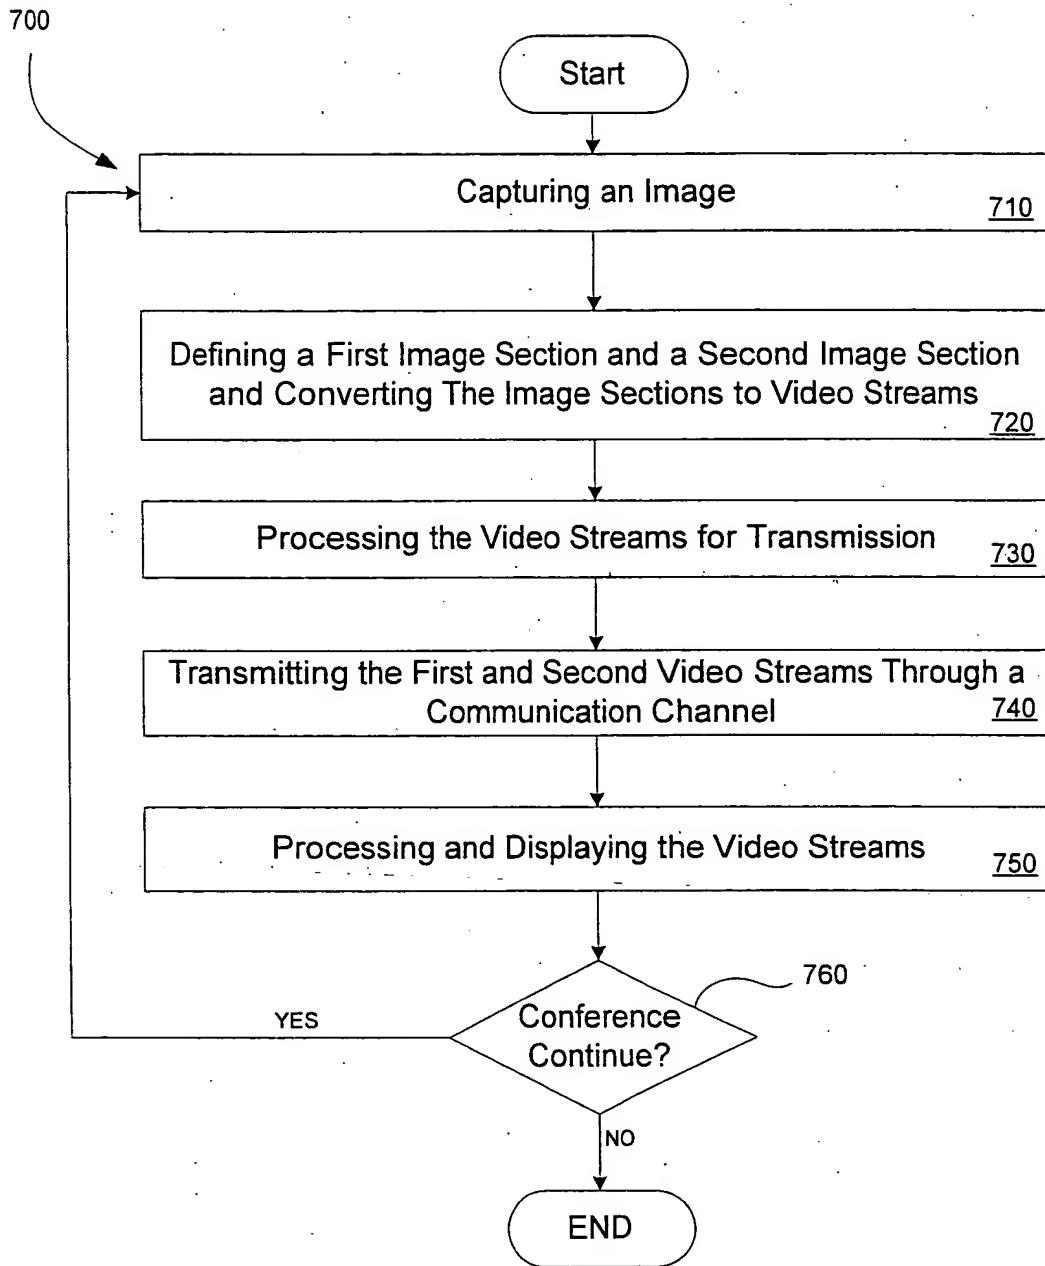 700
Start
Capturing an Image
710
Defining a First Image Section and a Second Image Section
and Converting The Image Sections to Video Streams
720
Processing the Video Streams for Transmission
730
Transmitting the First and Second Video Streams Through a
Communication Channel
740
Processing and Displaying the Video Streams
750
760
Conference
Continue?
YES
NO
END